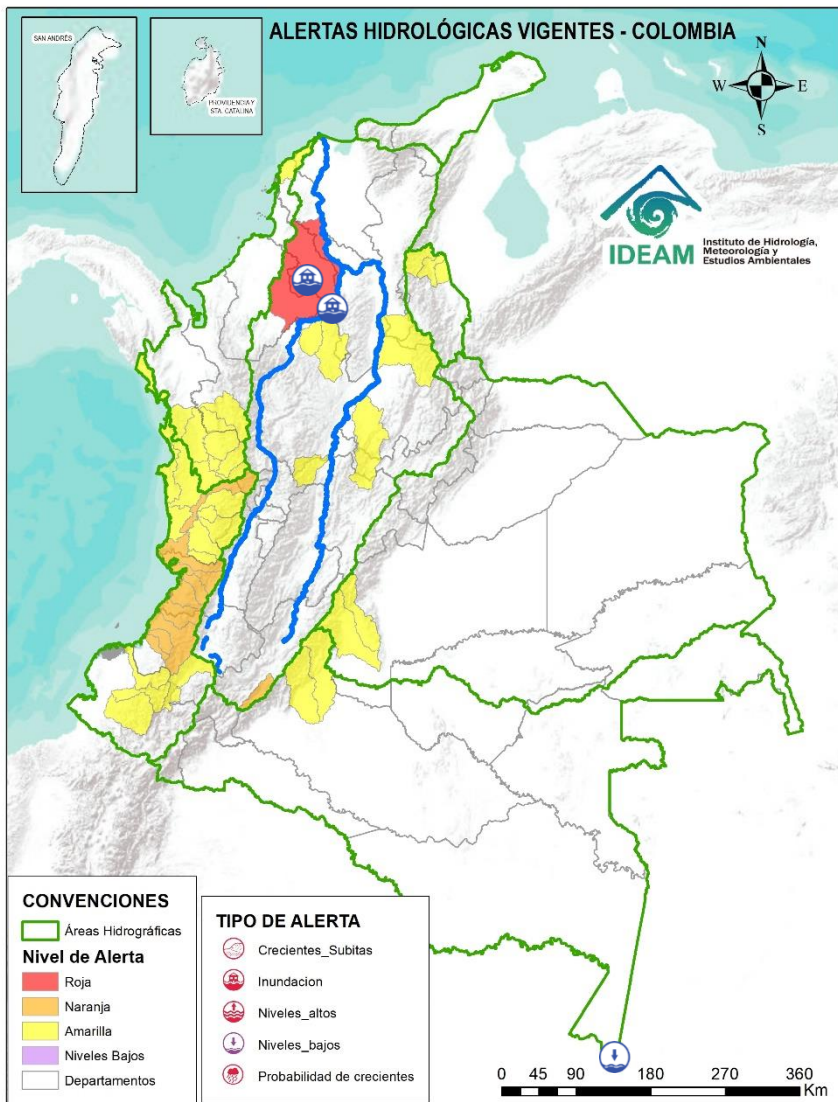 ALERTAS HIDROLÓGICAS VIGENTES - COLOMBIA
SAN ANDRÉS
PROVIDENCIA Y
STA. CATALINA
N
W
E
S
IDEAM
Instituto de Hidrología,
Meteorología y
Estudios Ambientales
CONVENCIONES
Áreas Hidrográficas
Nivel de Alerta
Roja
Naranja
Amarilla
Niveles Bajos
Departamentos
TIPO DE ALERTA
Crecientes_Subitas
Inundacion
Niveles_altos
Niveles_bajos
Probabilidad de crecientes
0 45 90 180 270 360
Km